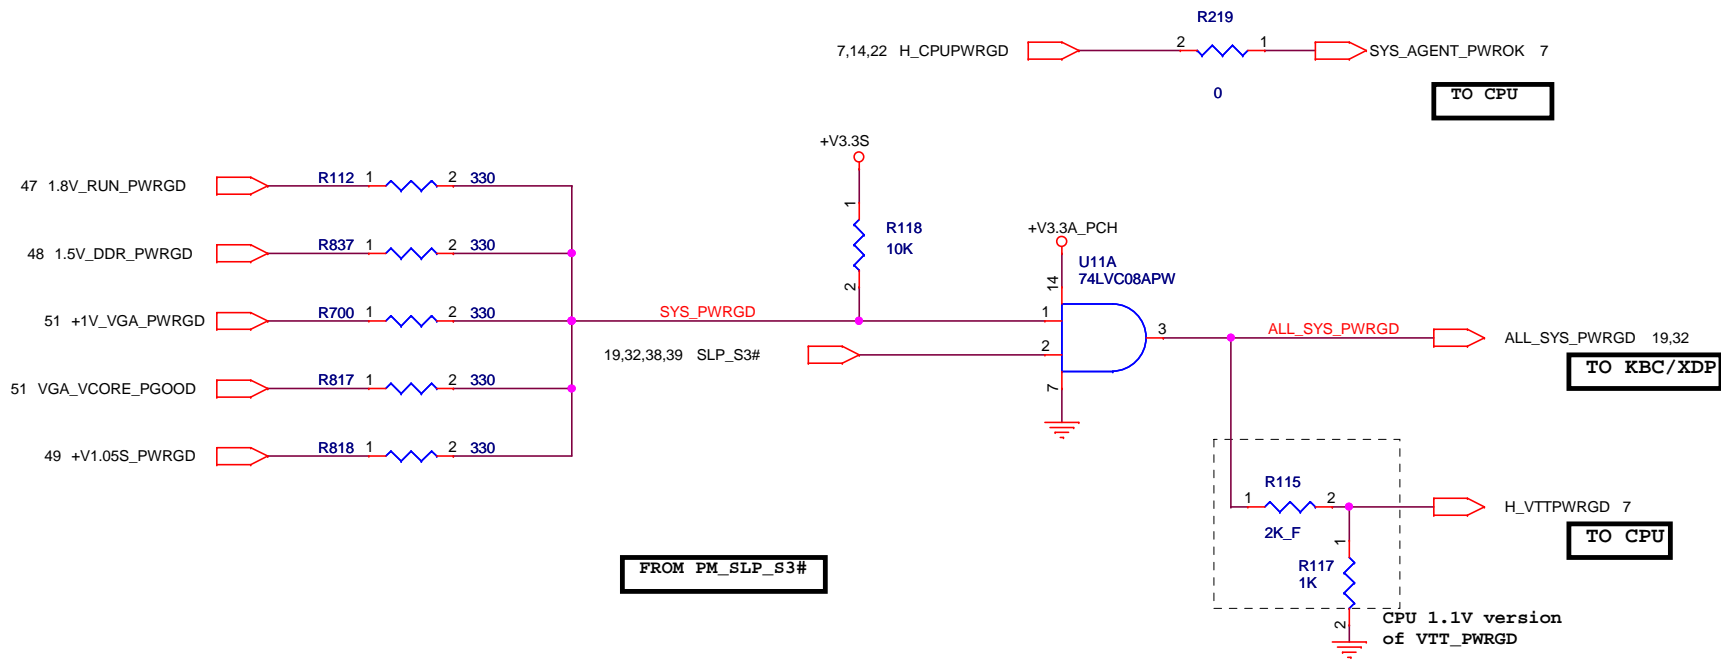 R219
7,14,22 H_CPUPWRGD 2 1 SYS_AGENT_PWROK 7
0
TO CPU
+V3.3S
47 1.8V_RUN_PWRGD R112 1 2 330
1
R118
10K
2
48 1.5V_DDR_PWRGD R837 1 2 330
+V3.3A_PCH
U11A
74LVC08APW
14
51 +1V_VGA_PWRGD R700 1 2 330
SYS_PWRGD
1
2
3
7
ALL_SYS_PWRGD
ALL_SYS_PWRGD 19,32
TO KBC/XDP
19,32,38,39 SLP_S3#
51 VGA_VCORE_PGOOD R817 1 2 330
49 +V1.05S_PWRGD R818 1 2 330
R115
1 2
2K_F
H_VTTPWRGD 7
TO CPU
1
R117
1K
2
FROM PM_SLP_S3#
CPU 1.1V version
of VTT_PWRGD